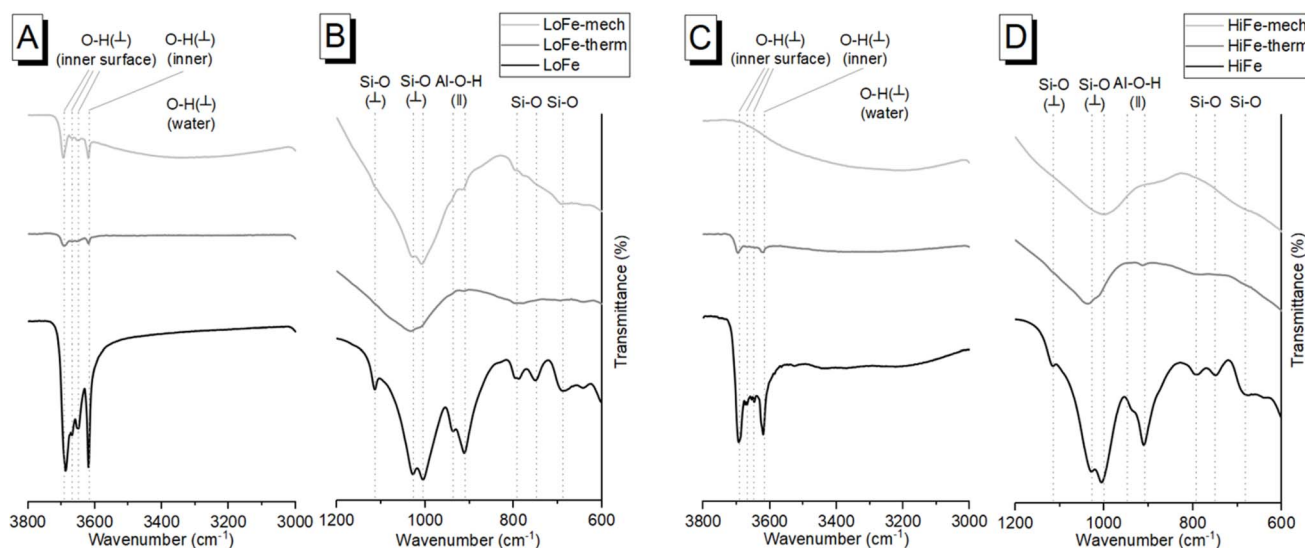 A
O-H(⊥)
(inner surface)
O-H(⊥)
(inner)
O-H(⊥)
(water)
3800
3600
3400
3200
3000
Wavenumber (cm⁻¹)
B
LoFe-mech
LoFe-therm
LoFe
Si-O
(⊥)
Si-O
(⊥)
Al-O-H
(ǁ)
Si-O
Si-O
Transmittance (%)
1200
1000
800
600
Wavenumber (cm⁻¹)
C
O-H(⊥)
(inner surface)
O-H(⊥)
(inner)
O-H(⊥)
(water)
3800
3600
3400
3200
3000
Wavenumber (cm⁻¹)
D
HiFe-mech
HiFe-therm
HiFe
Si-O
(⊥)
Si-O
(⊥)
Al-O-H
(ǁ)
Si-O
Si-O
Transmittance (%)
1200
1000
800
600
Wavenumber (cm⁻¹)